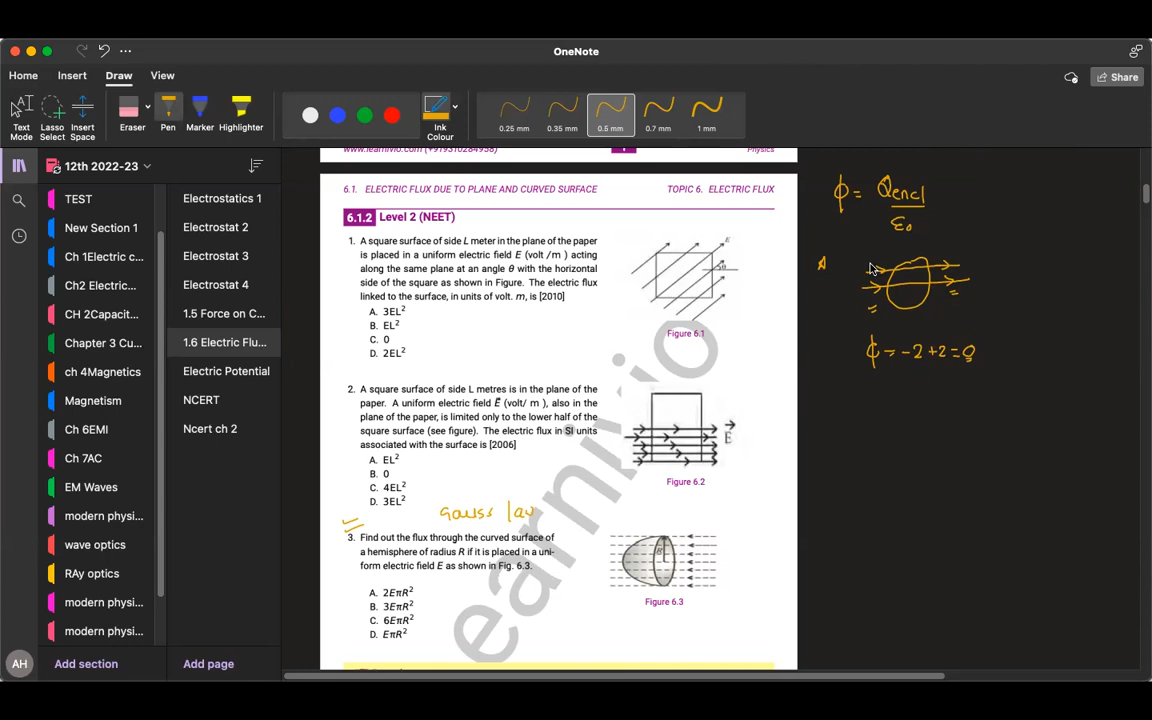 OneNote
Home Insert Draw View
Share
Text Mode Lasso Select Insert Space Eraser Pen Marker Highlighter Ink Colour 0.25 mm 0.35 mm 0.5 mm 0.7 mm 1 mm
12th 2022-23
TEST
New Section 1
Ch 1Electric c...
Ch2 Electric...
CH 2Capacit...
Chapter 3 Cu...
ch 4Magnetics
Magnetism
Ch 6EMI
Ch 7AC
EM Waves
modern physi...
wave optics
RAy optics
modern physi...
modern physi...
AH Add section
Electrostatics 1
Electrostat 2
Electrostat 3
Electrostat 4
1.5 Force on C...
1.6 Electric Flu...
Electric Potential
NCERT
Ncert ch 2
Add page
www.learnivio.com (+919310284958) Physics
6.1. ELECTRIC FLUX DUE TO PLANE AND CURVED SURFACE TOPIC 6. ELECTRIC FLUX
6.1.2 Level 2 (NEET)
1. A square surface of side L meter in the plane of the paper
is placed in a uniform electric field E (volt /m ) acting
along the same plane at an angle θ with the horizontal
side of the square as shown in Figure. The electric flux
linked to the surface, in units of volt. m, is [2010]
A. 3EL²
B. EL²
C. 0
D. 2EL²
E
θ
Figure 6.1
2. A square surface of side L metres is in the plane of the
paper. A uniform electric field E⃗ (volt/ m ), also in the
plane of the paper, is limited only to the lower half of the
square surface (see figure). The electric flux in SI units
associated with the surface is [2006]
A. EL²
B. 0
C. 4EL²
D. 3EL²
E⃗
Figure 6.2
gauss law
3. Find out the flux through the curved surface of
a hemisphere of radius R if it is placed in a uni-
form electric field E as shown in Fig. 6.3.
A. 2EπR²
B. 3EπR²
C. 6EπR²
D. EπR²
R
Figure 6.3
earnivio
ϕ = Qencl
ε₀
ϕ = -2 +2 = 0